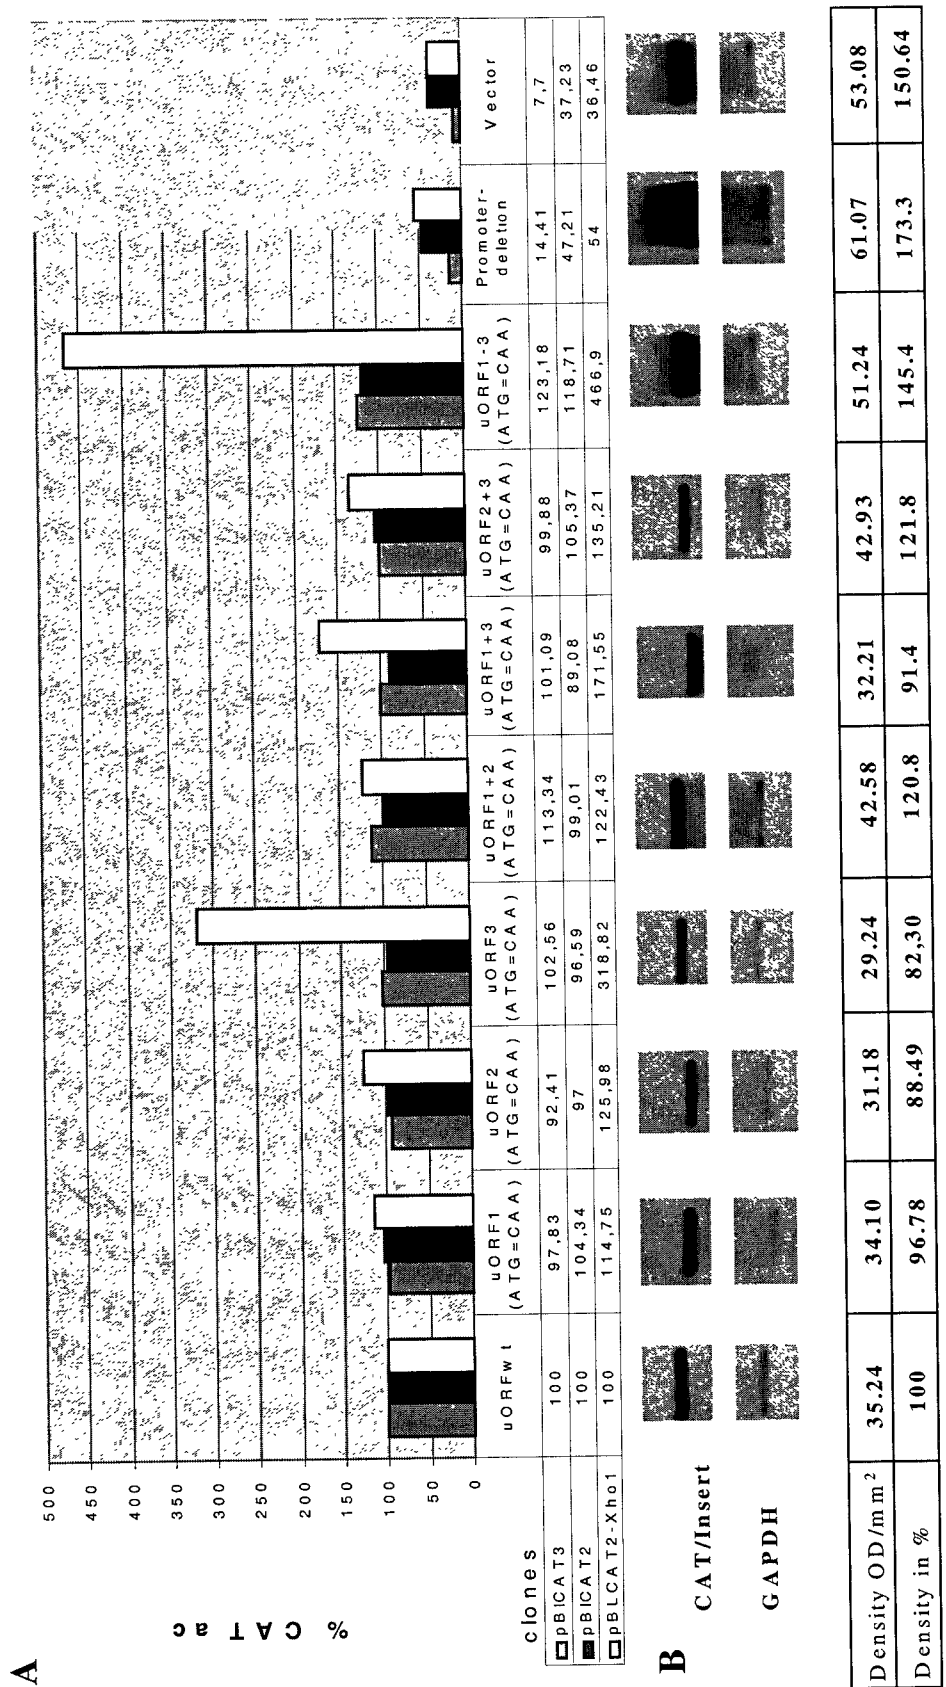 A
500
450
400
350
300
250
200
150
100
50
0
% CAT ac
clones uORFwt uORF1 (ATG=CAA) uORF2 (ATG=CAA) uORF3 (ATG=CAA) uORF1+2 (ATG=CAA) uORF1+3 (ATG=CAA) uORF2+3 (ATG=CAA) uORF1-3 (ATG=CAA) Promoter-deletion Vector
pBICAT3 100 97,83 92,41 102,56 113,34 101,09 99,88 123,18 14,41 7,7
pBICAT2 100 104,34 97 96,59 99,01 89,08 105,37 118,71 47,21 37,23
pBLCAT2-Xho1 100 114,75 125,98 318,82 122,43 171,55 135,21 466,9 54 36,46
B
CAT/Insert
GAPDH
Density OD/mm² 35.24 34.10 31.18 29.24 42.58 32.21 42.93 51.24 61.07 53.08
Density in % 100 96.78 88.49 82,30 120.8 91.4 121.8 145.4 173.3 150.64